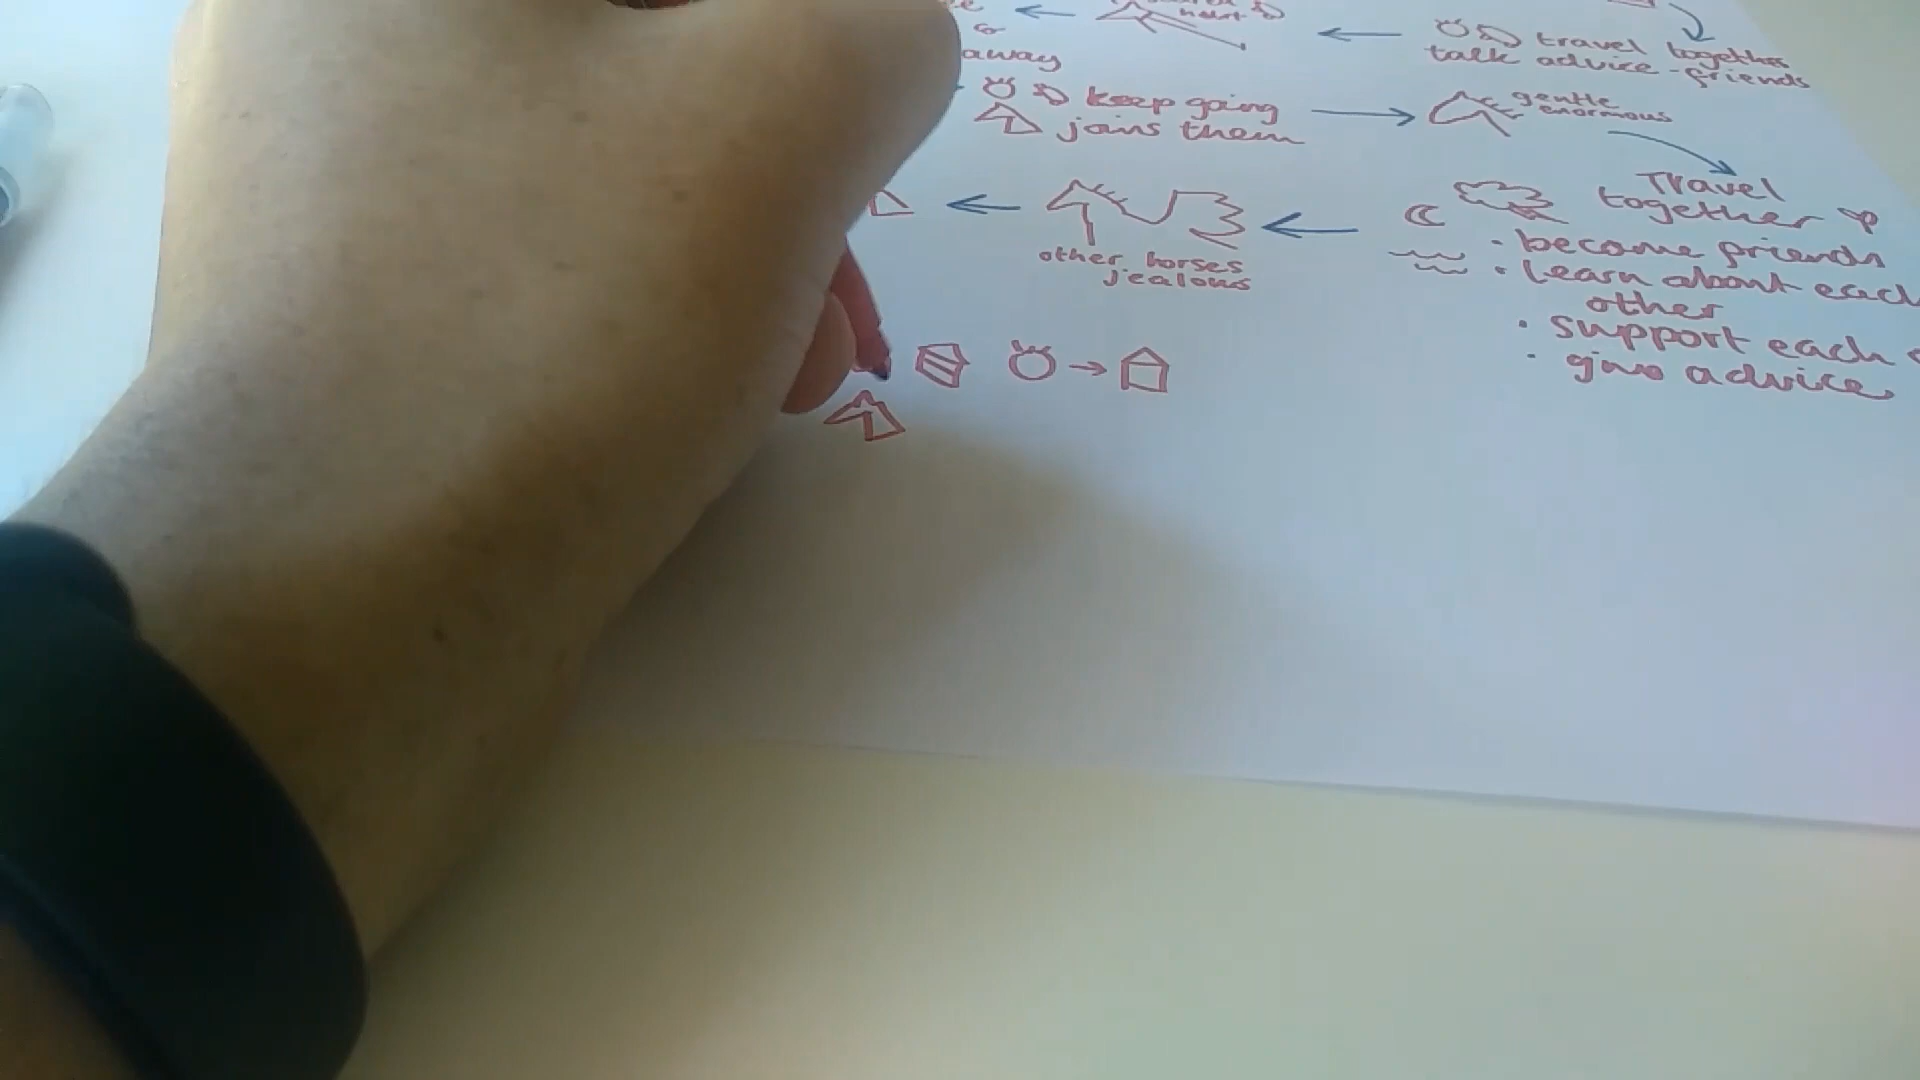 heart
away
travel together
talk advice - friends
keep going
joins them
gentle
enormous
Travel
together
• become friends
• Learn about each
other
• support each
• give advice
other horses
jealous